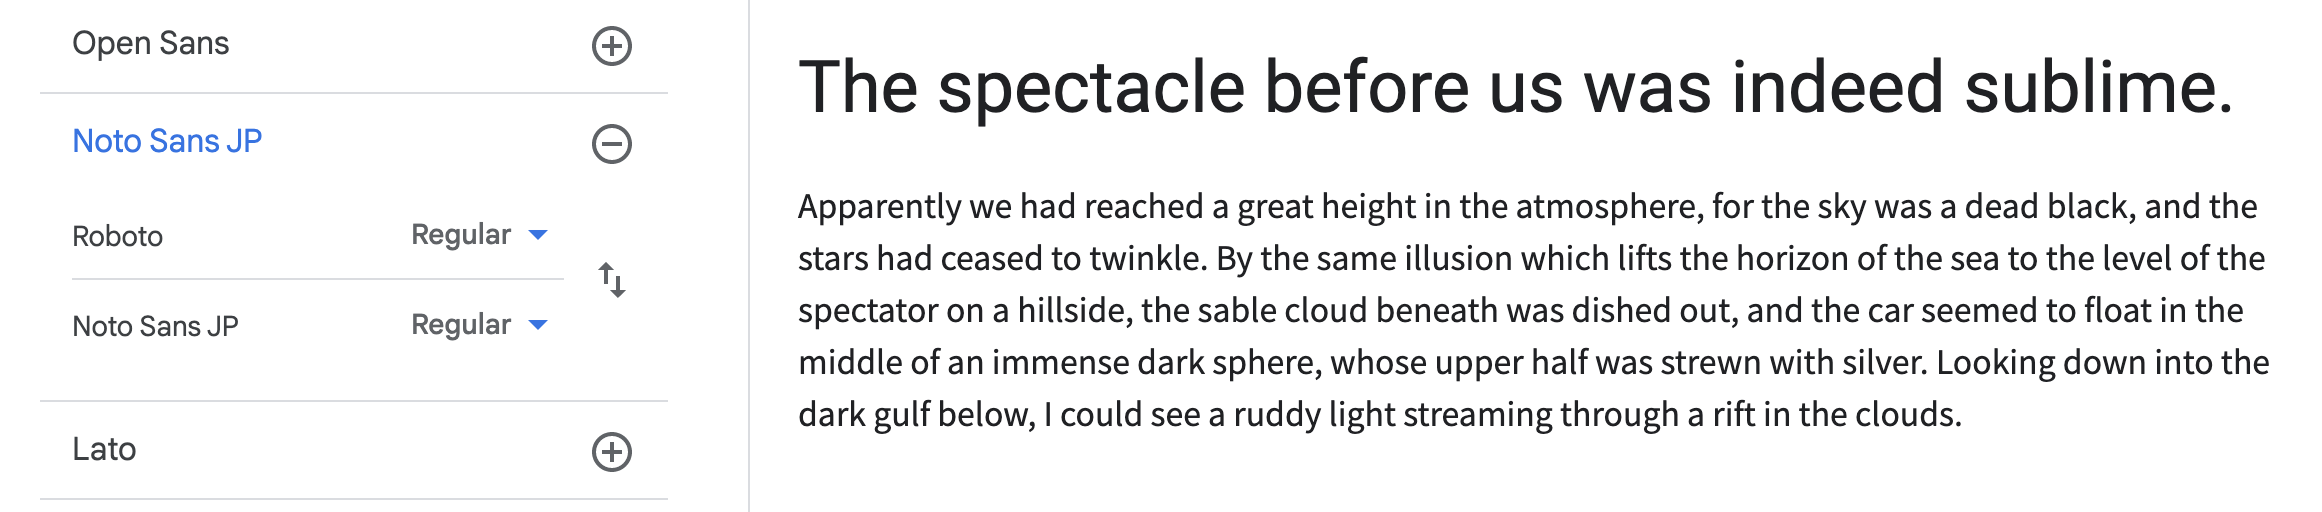 Open Sans
Noto Sans JP
Roboto Regular
Noto Sans JP Regular
Lato
The spectacle before us was indeed sublime.
Apparently we had reached a great height in the atmosphere, for the sky was a dead black, and the
stars had ceased to twinkle. By the same illusion which lifts the horizon of the sea to the level of the
spectator on a hillside, the sable cloud beneath was dished out, and the car seemed to float in the
middle of an immense dark sphere, whose upper half was strewn with silver. Looking down into the
dark gulf below, I could see a ruddy light streaming through a rift in the clouds.